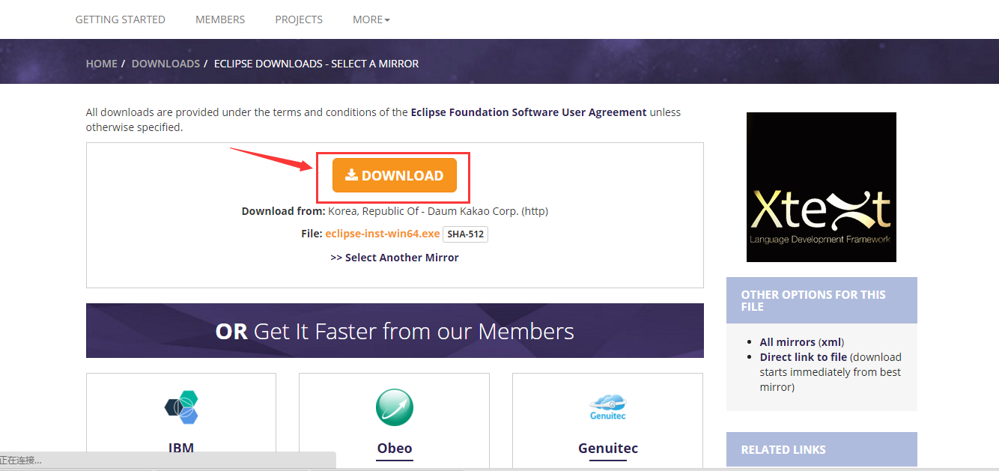 GETTING STARTED MEMBERS PROJECTS MORE
HOME / DOWNLOADS / ECLIPSE DOWNLOADS - SELECT A MIRROR
All downloads are provided under the terms and conditions of the Eclipse Foundation Software User Agreement unless
otherwise specified.
DOWNLOAD
Download from: Korea, Republic Of - Daum Kakao Corp. (http)
File: eclipse-inst-win64.exe SHA-512
>> Select Another Mirror
OR Get It Faster from our Members
IBM
Obeo
Genuitec
Genuitec
Xtext
Language Development Framework
OTHER OPTIONS FOR THIS
FILE
All mirrors (xml)
Direct link to file (download
starts immediately from best
mirror)
RELATED LINKS
正在连接...